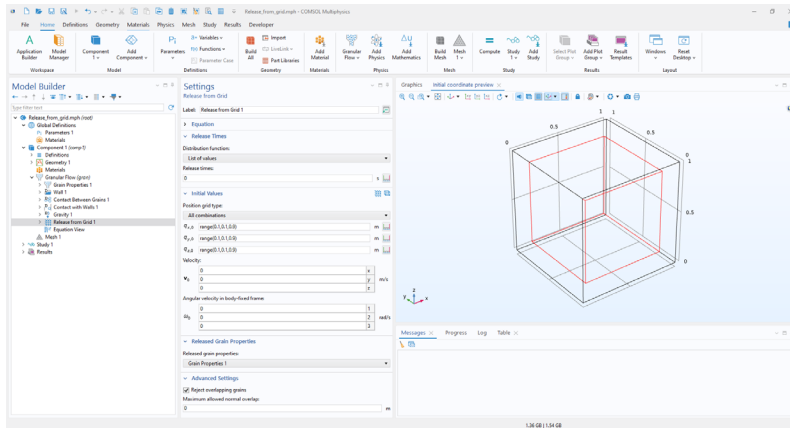 Release_from_grid.mph - COMSOL Multiphysics
File Home Definitions Geometry Materials Physics Mesh Study Results Developer
Application Builder
Model Manager
Workspace
Component 1
Add Component
Model
Parameters
Variables
Functions
Parameter Case
Definitions
Build All
Import
LiveLink
Part Libraries
Geometry
Add Material
Materials
Granular Flow
Add Physics
Add Mathematics
Physics
Build Mesh
Mesh 1
Mesh
Compute
Study 1
Add Study
Study
Select Plot Group
Add Plot Group
Result Templates
Results
Windows
Reset Desktop
Layout
Model Builder
Type filter text
Release_from_grid.mph (root)
Global Definitions
Parameters 1
Materials
Component 1 (comp1)
Definitions
Geometry 1
Materials
Granular Flow (gran)
Grain Properties 1
Wall 1
Contact Between Grains 1
Contact with Walls 1
Gravity 1
Release from Grid 1
Equation View
Mesh 1
Study 1
Results
Settings
Release from Grid
Label: Release from Grid 1
Equation
Release Times
Distribution function:
List of values
Release times:
0 s
Initial Values
Position grid type:
All combinations
qx,0 range(0.1,0.1,0.9) m
qy,0 range(0.1,0.1,0.9) m
qz,0 range(0.1,0.1,0.9) m
Velocity:
v0
0 x
0 y m/s
0 z
Angular velocity in body-fixed frame:
ω0
0 1
0 2 rad/s
0 3
Released Grain Properties
Released grain properties:
Grain Properties 1
Advanced Settings
Reject overlapping grains
Maximum allowed normal overlap:
0 m
Graphics Initial coordinate preview
1 1
0.5 0.5
0 0
1
0.5
0
z
y x
Messages Progress Log Table
1.36 GB | 1.54 GB